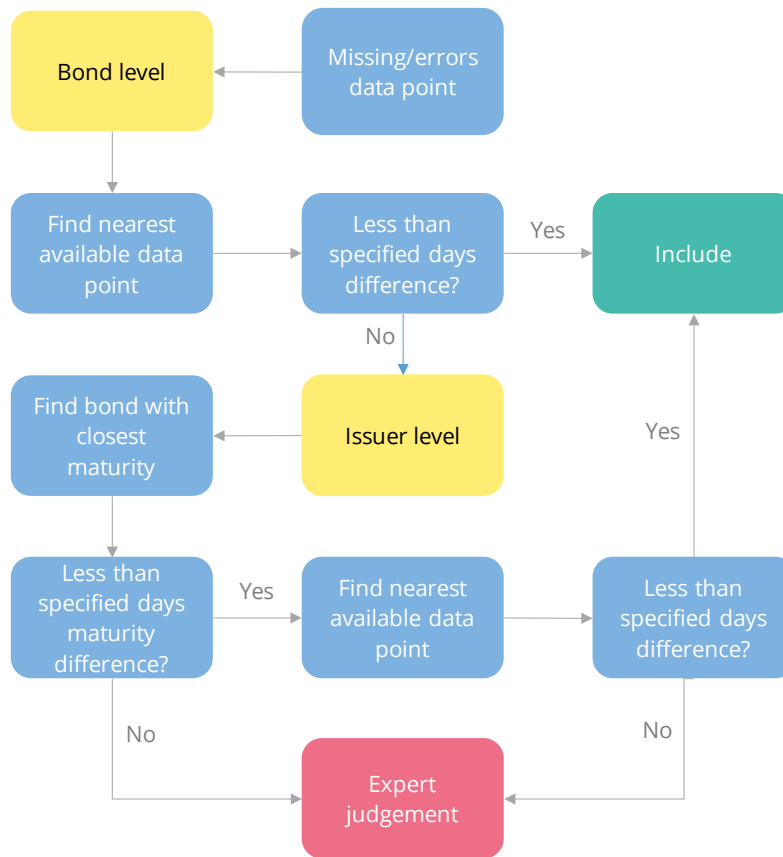 Bond level
Missing/errors
data point
Find nearest
available data
point
Less than
specified days
difference?
Yes
Include
No
Find bond with
closest
maturity
Issuer level
Yes
Less than
specified days
maturity
difference?
Yes
Find nearest
available data
point
Less than
specified days
difference?
No
No
Expert
judgement